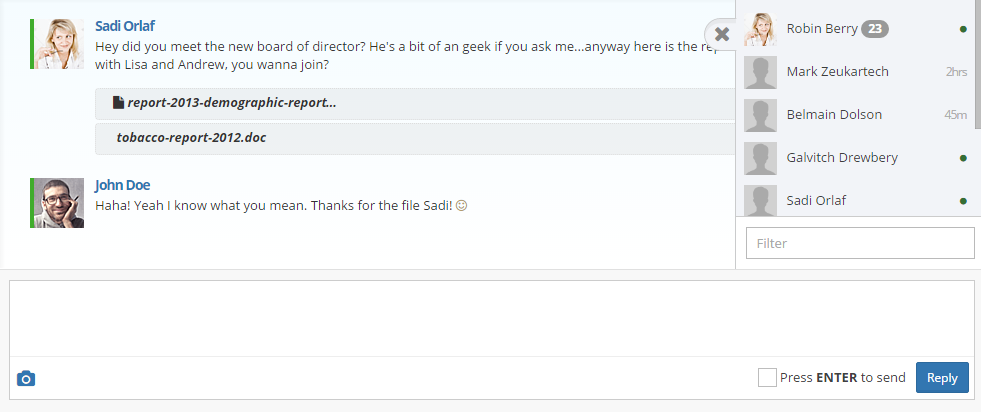 Sadi Orlaf
Hey did you meet the new board of director? He's a bit of an geek if you ask me...anyway here is the
with Lisa and Andrew, you wanna join?
report-2013-demographic-report...
tobacco-report-2012.doc
John Doe
Haha! Yeah I know what you mean. Thanks for the file Sadi!
Robin Berry 23
Mark Zeukartech 2hrs
Belmain Dolson 45m
Galvitch Drewbery
Sadi Orlaf
Filter
Press ENTER to send Reply